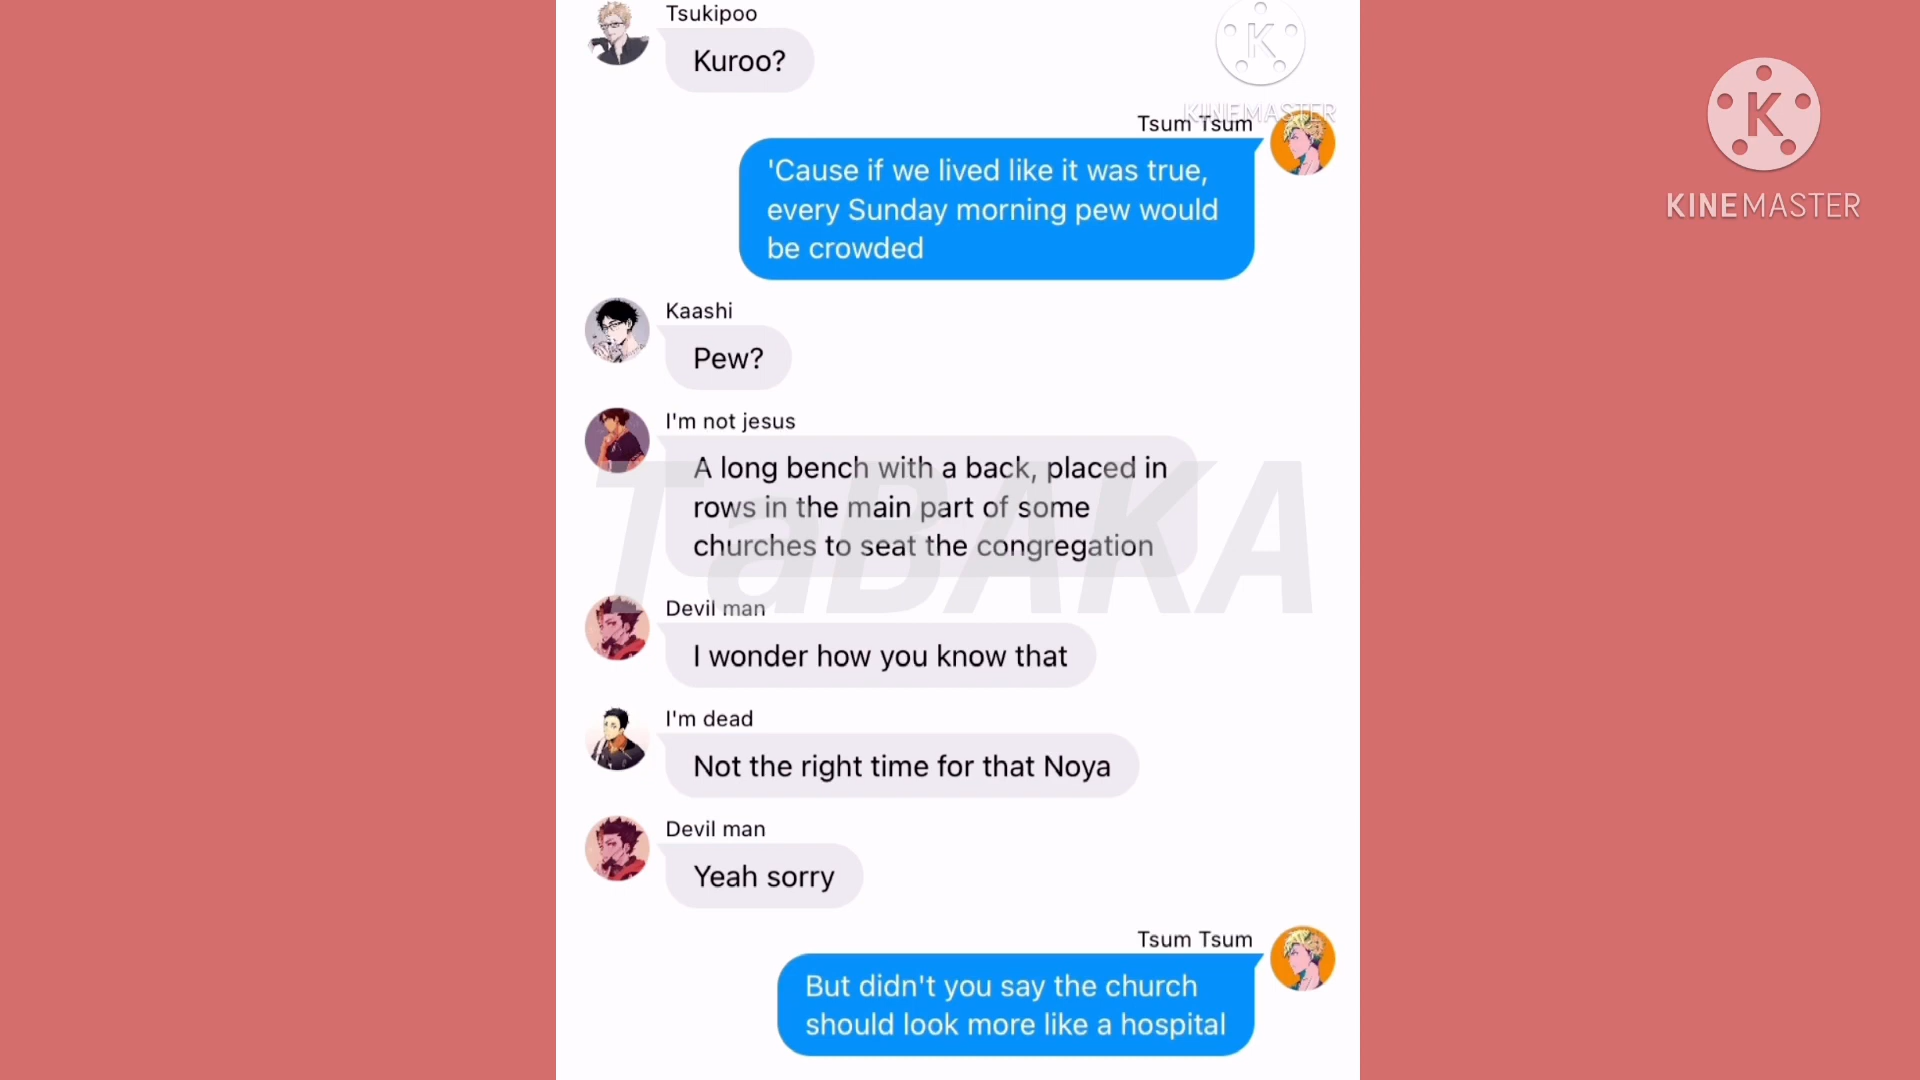 Tsukipoo
Kuroo?
K
KINEMASTER
K
KINEMASTER
Tsum Tsum
'Cause if we lived like it was true,
every Sunday morning pew would
be crowded
Kaashi
Pew?
I'm not jesus
A long bench with a back, placed in
rows in the main part of some
churches to seat the congregation
TaBAKA
Devil man
I wonder how you know that
I'm dead
Not the right time for that Noya
Devil man
Yeah sorry
Tsum Tsum
But didn't you say the church
should look more like a hospital